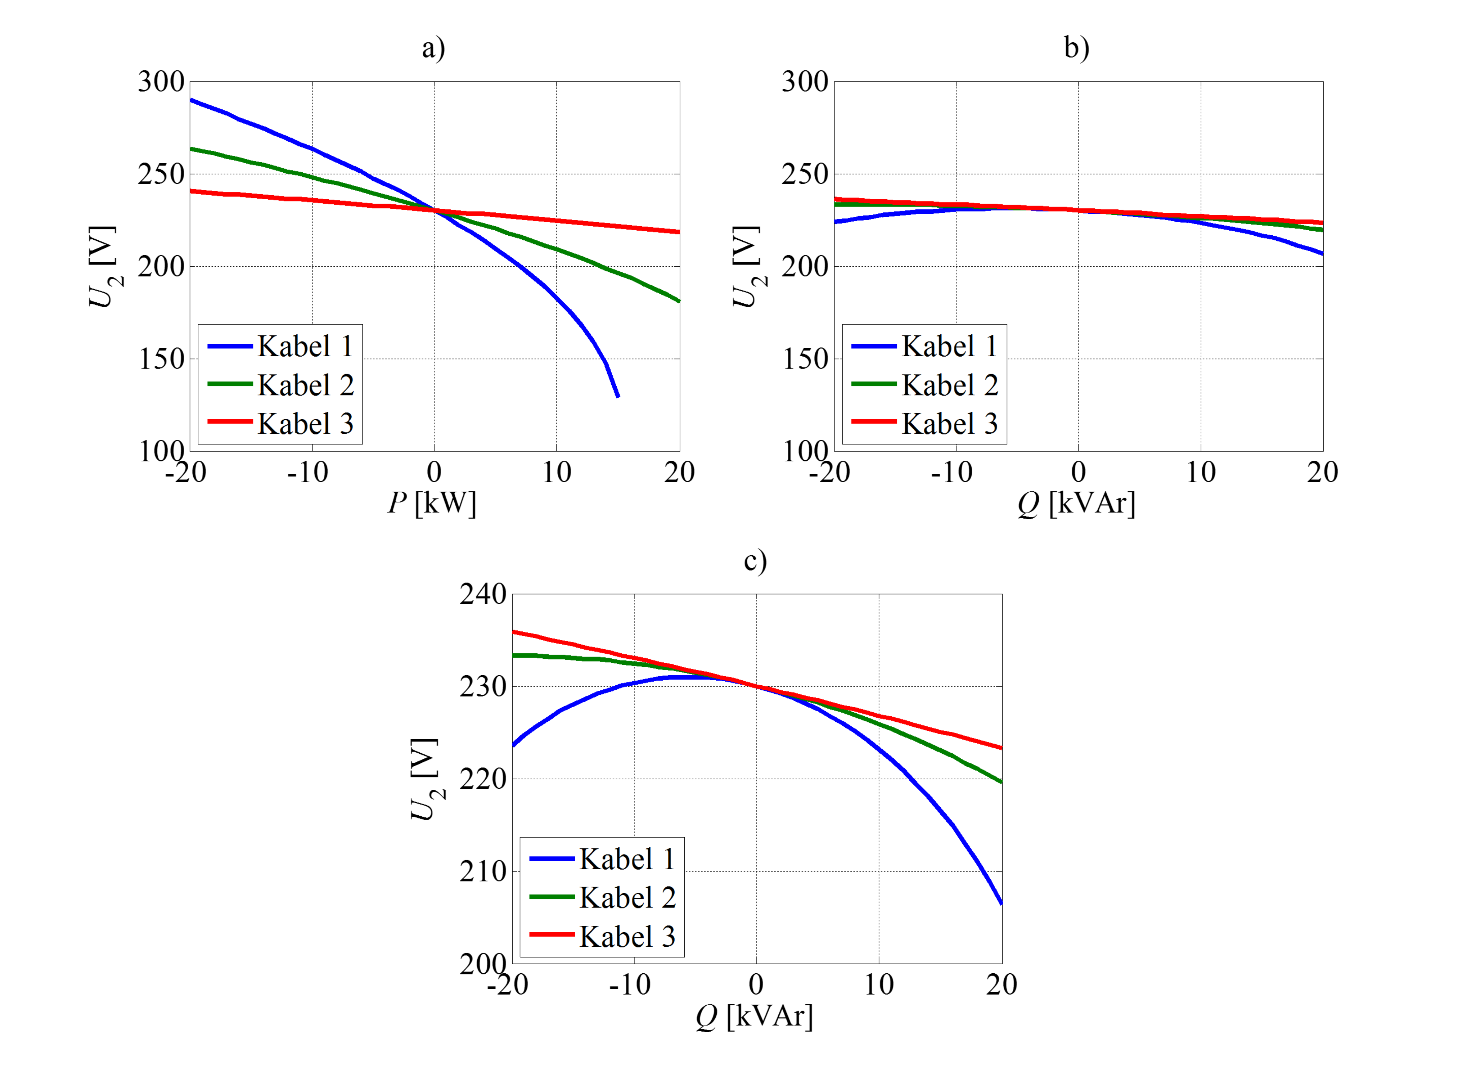 a)
300
250
200
150
100
U2 [V]
Kabel 1
Kabel 2
Kabel 3
-20 -10 0 10 20
P [kW]
b)
300
250
200
150
100
U2 [V]
Kabel 1
Kabel 2
Kabel 3
-20 -10 0 10 20
Q [kVAr]
c)
240
230
220
210
200
U2 [V]
Kabel 1
Kabel 2
Kabel 3
-20 -10 0 10 20
Q [kVAr]